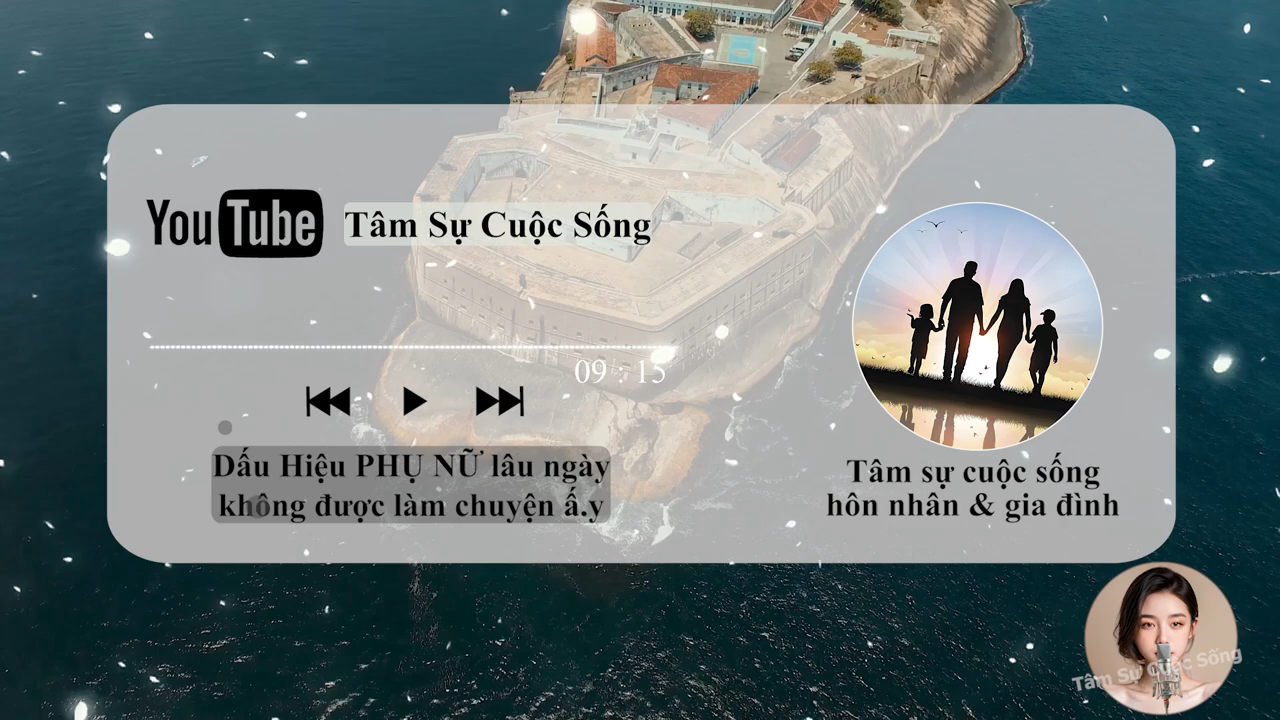 YouTube
Tâm Sự Cuộc Sống
09 : 15
Dấu Hiệu PHỤ NỮ lâu ngày
không được làm chuyện ấ.y
Tâm sự cuộc sống
hôn nhân & gia đình
Tâm Sự Cuộc Sống